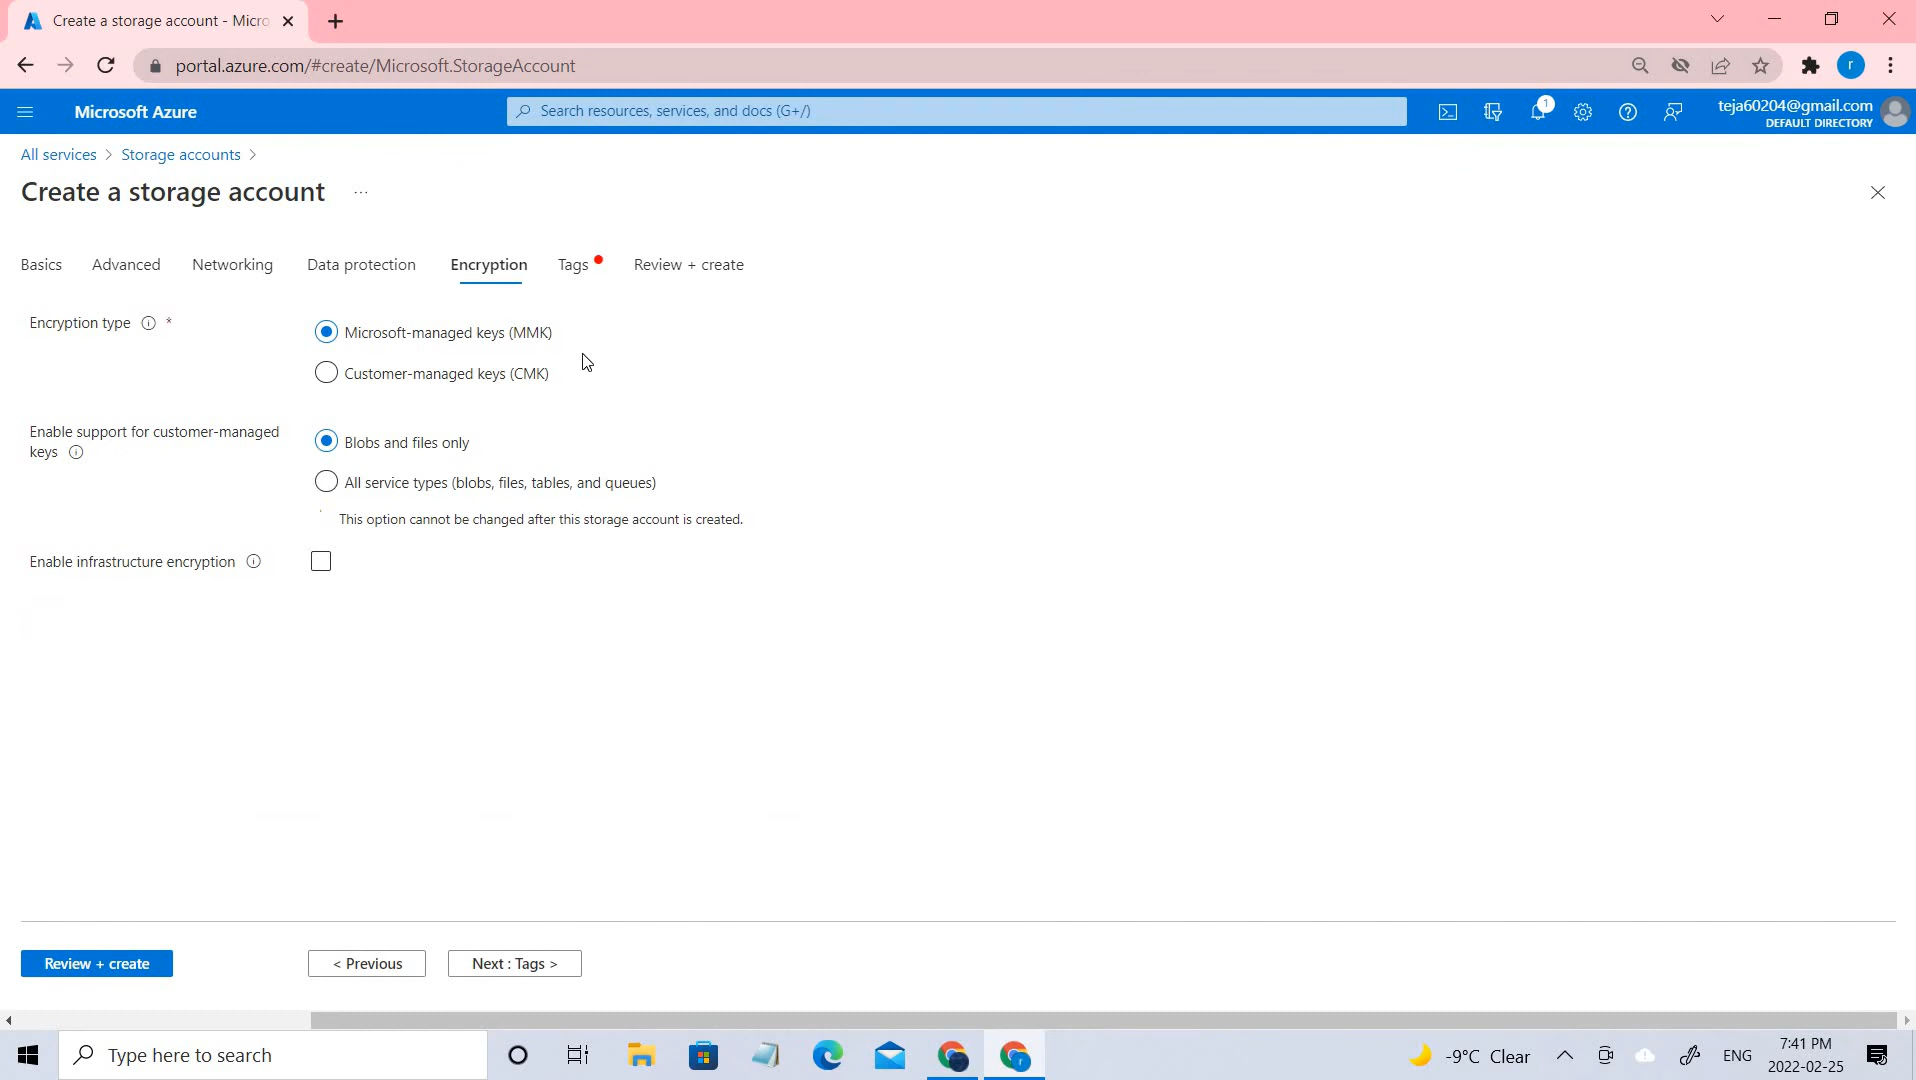 Create a storage account - Micro
portal.azure.com/#create/Microsoft.StorageAccount
r
Microsoft Azure
Search resources, services, and docs (G+/)
1
teja60204@gmail.com
DEFAULT DIRECTORY
All services > Storage accounts >
Create a storage account ...
Basics Advanced Networking Data protection Encryption Tags Review + create
Encryption type *
Microsoft-managed keys (MMK)
Customer-managed keys (CMK)
Enable support for customer-managed
keys
Blobs and files only
All service types (blobs, files, tables, and queues)
This option cannot be changed after this storage account is created.
Enable infrastructure encryption
Review + create
< Previous
Next : Tags >
Type here to search
-9°C Clear
ENG
7:41 PM
2022-02-25